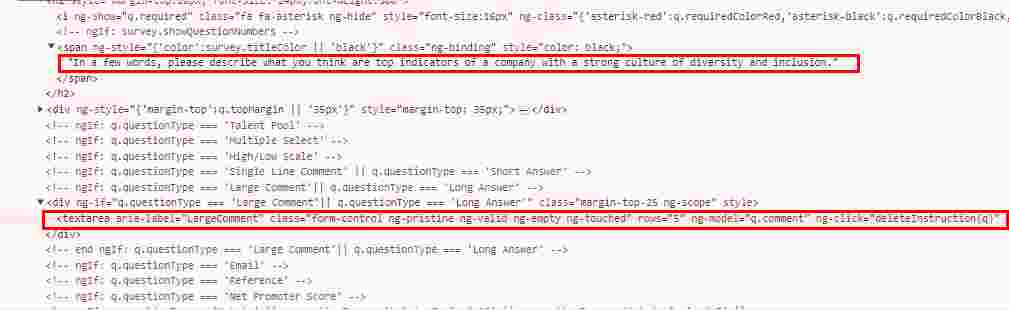 <i ng-show="q.required" class="fa fa-asterisk ng-hide" style="font-size:16px" ng-class="{'asterisk-red':q.requiredColorRed,'asterisk-black':q.requiredColorBlack,
<!-- ngIf: survey.showQuestionNumbers -->
▼<span ng-style="{'color':survey.titleColor || 'black'}" class="ng-binding" style="color: black;">
"In a few words, please describe what you think are top indicators of a company with a strong culture of diversity and inclusion."
</span>
</h2>
▶<div ng-style="{'margin-top':q.topMargin || '35px'}" style="margin-top: 35px;">…</div>
<!-- ngIf: q.questionType === 'Talent Pool' -->
<!-- ngIf: q.questionType === 'Multiple Select' -->
<!-- ngIf: q.questionType === 'High/Low Scale' -->
<!-- ngIf: q.questionType === 'Single Line Comment' || q.questionType === 'Short Answer' -->
<!-- ngIf: q.questionType === 'Large Comment'|| q.questionType === 'Long Answer' -->
▼<div ng-if="q.questionType === 'Large Comment'|| q.questionType === 'Long Answer'" class="margin-top-25 ng-scope" style>
<textarea aria-label="LargeComment" class="form-control ng-pristine ng-valid ng-empty ng-touched" rows="5" ng-model="q.comment" ng-click="deleteInstruction(q)"
</div>
<!-- end ngIf: q.questionType === 'Large Comment'|| q.questionType === 'Long Answer' -->
<!-- ngIf: q.questionType === 'Email' -->
<!-- ngIf: q.questionType === 'Reference' -->
<!-- ngIf: q.questionType === 'Net Promoter Score' -->